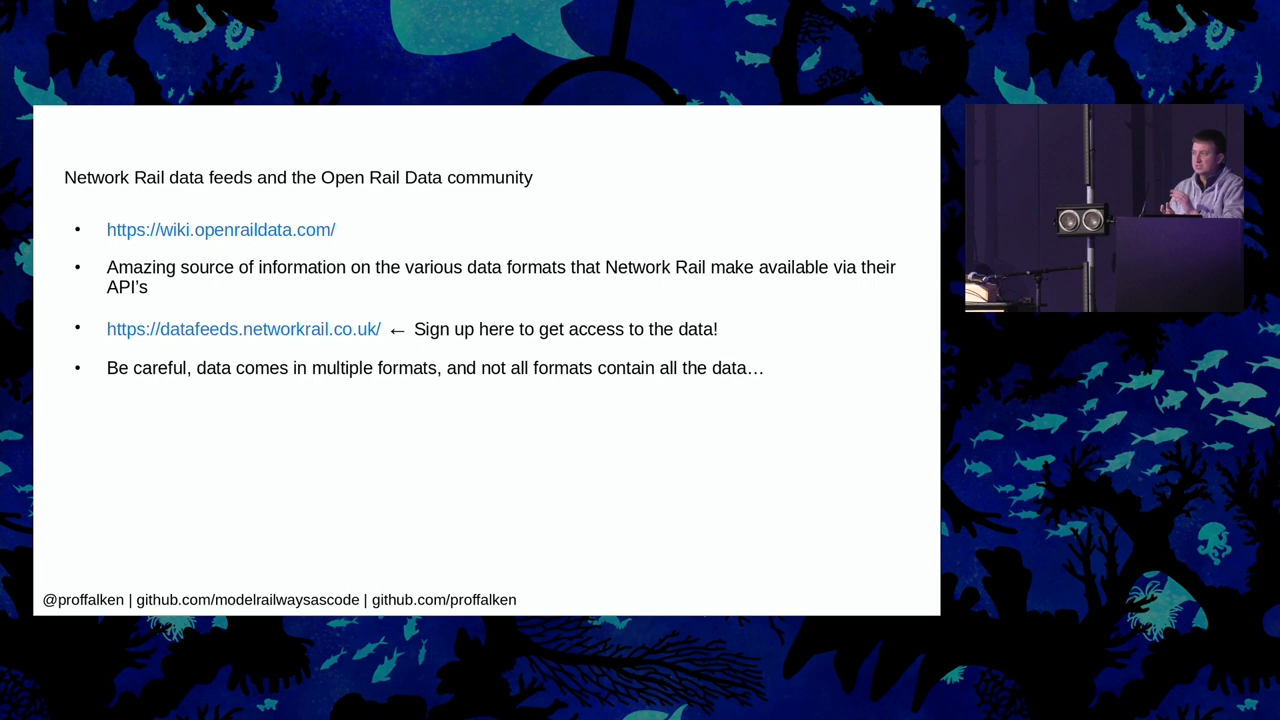 Network Rail data feeds and the Open Rail Data community
• https://wiki.openraildata.com/
• Amazing source of information on the various data formats that Network Rail make available via their
API’s
• https://datafeeds.networkrail.co.uk/ ← Sign up here to get access to the data!
• Be careful, data comes in multiple formats, and not all formats contain all the data…
@proffalken | github.com/modelrailwaysascode | github.com/proffalken